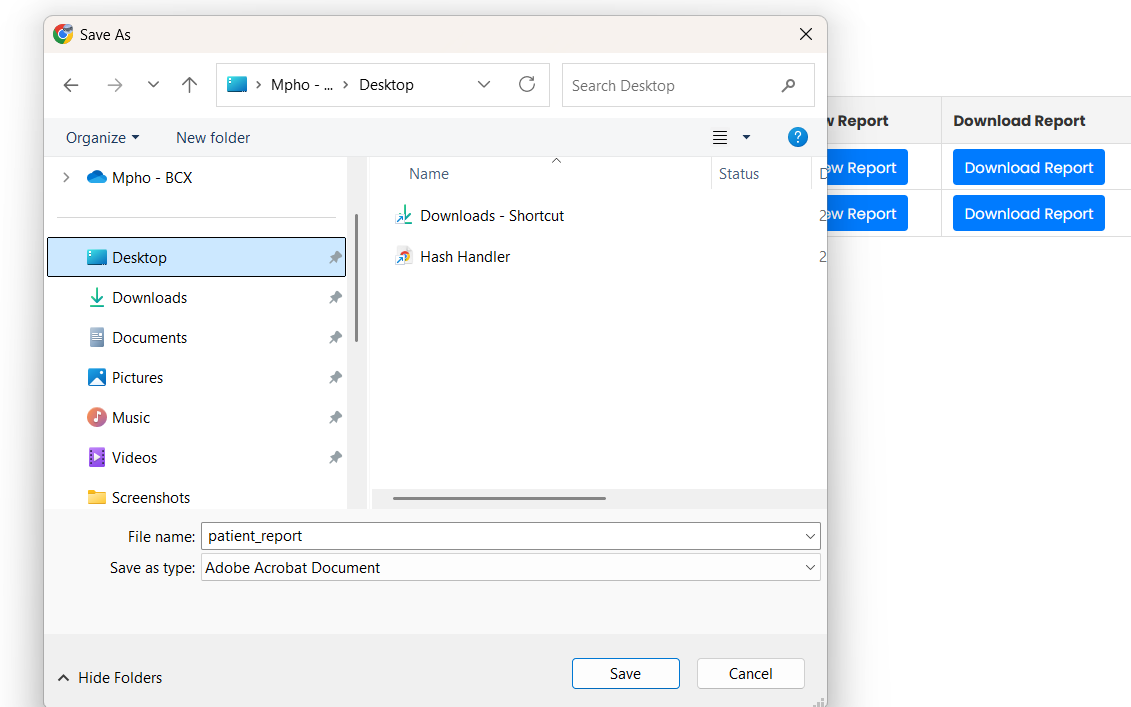 Save As
Mpho - ... > Desktop
Search Desktop
Organize
New folder
?
Mpho - BCX
Name
Status
Desktop
Downloads
Documents
Pictures
Music
Videos
Screenshots
Downloads - Shortcut
2
Hash Handler
2
File name: patient_report
Save as type: Adobe Acrobat Document
Hide Folders
Save
Cancel
Report
Download Report
Report
Download Report
Report
Download Report